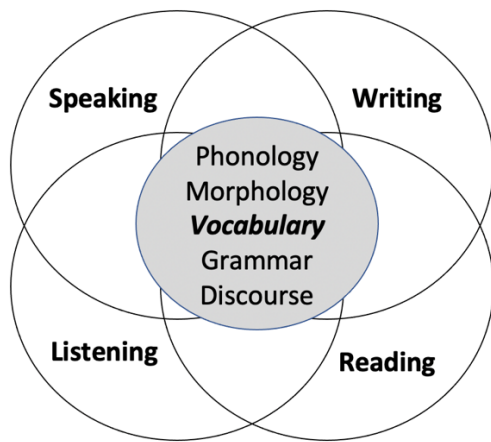 Speaking
Writing
Phonology
Morphology
Vocabulary
Grammar
Discourse
Listening
Reading